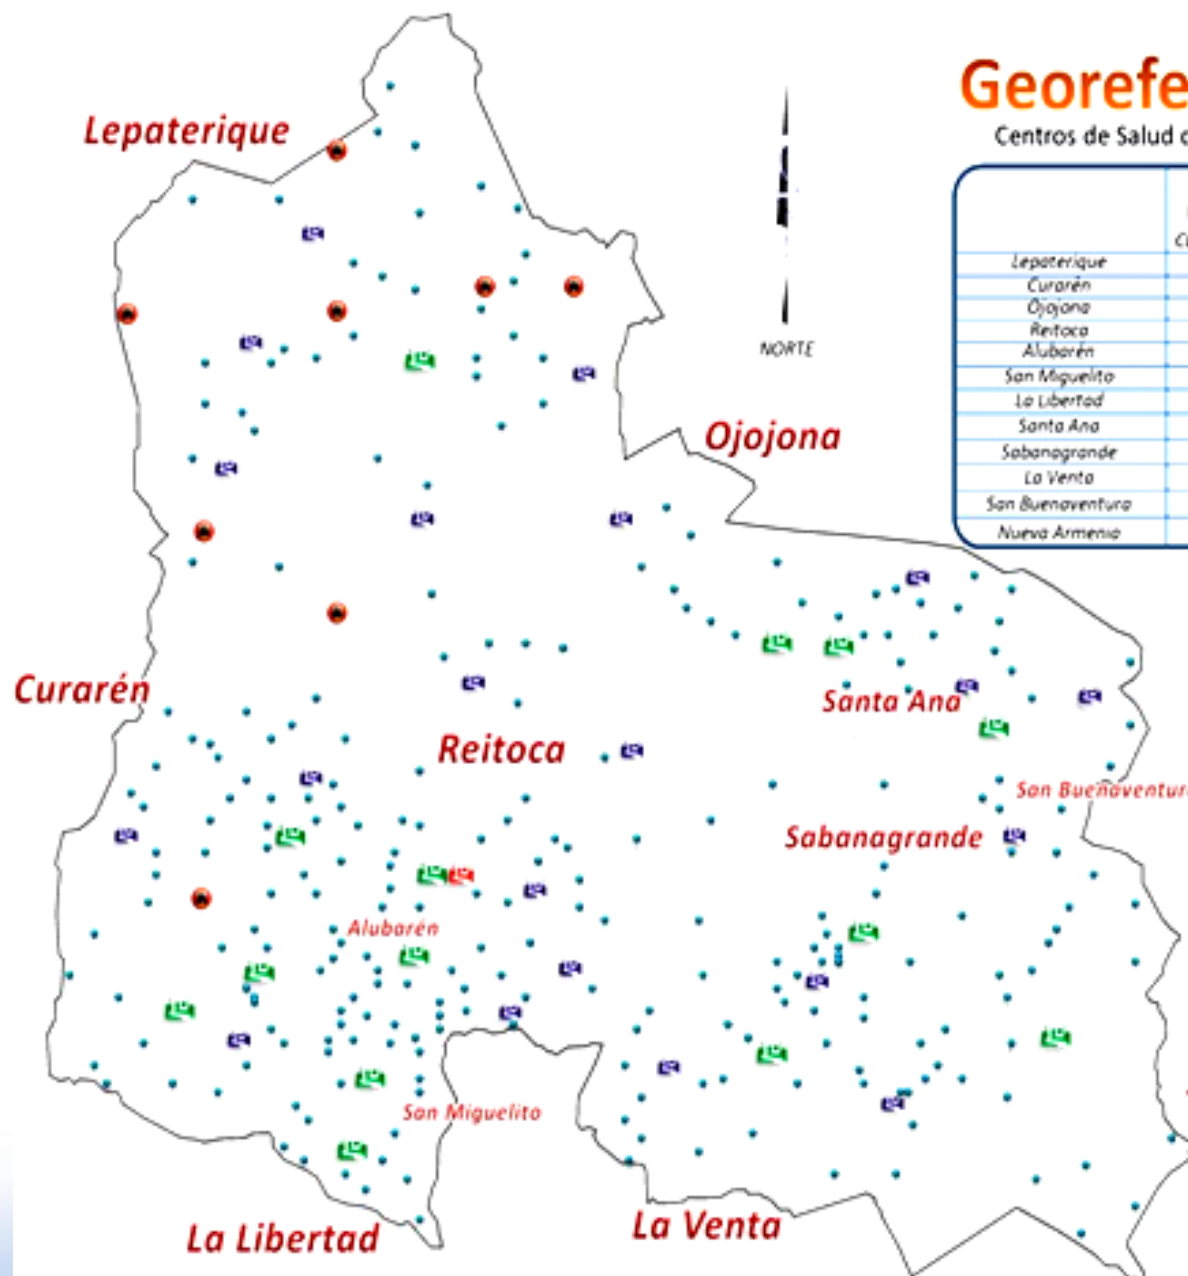 Georefe
Centros de Salud
Lepaterique
Lepaterique
Curarén
Ojojona
Reitoca
Alubarén
San Miguelito
La Libertad
Santa Ana
Sabanagrande
La Venta
San Buenaventura
Nueva Armenia
NORTE
Ojojona
Curarén
Santa Ana
Reitoca
San Buenaventura
Sabanagrande
Alubarén
San Miguelito
La Venta
La Libertad